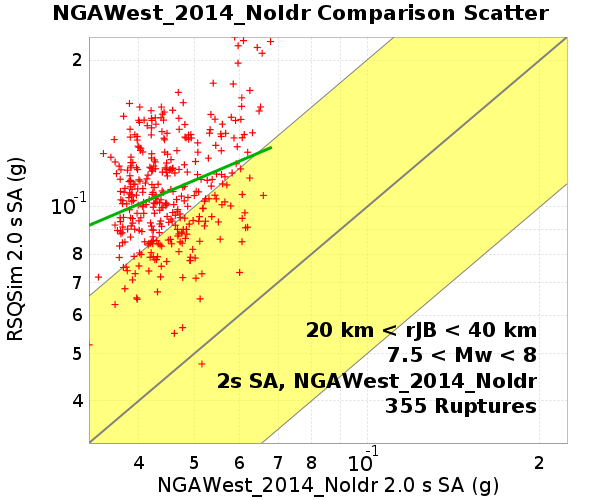 NGAWest_2014_NoIdr Comparison Scatter
RSQSim 2.0 s SA (g)
2
10-1
8
7
6
5
4
20 km < rJB < 40 km
7.5 < Mw < 8
2s SA, NGAWest_2014_NoIdr
355 Ruptures
4 5 6 7 8 10-1 2
NGAWest_2014_NoIdr 2.0 s SA (g)